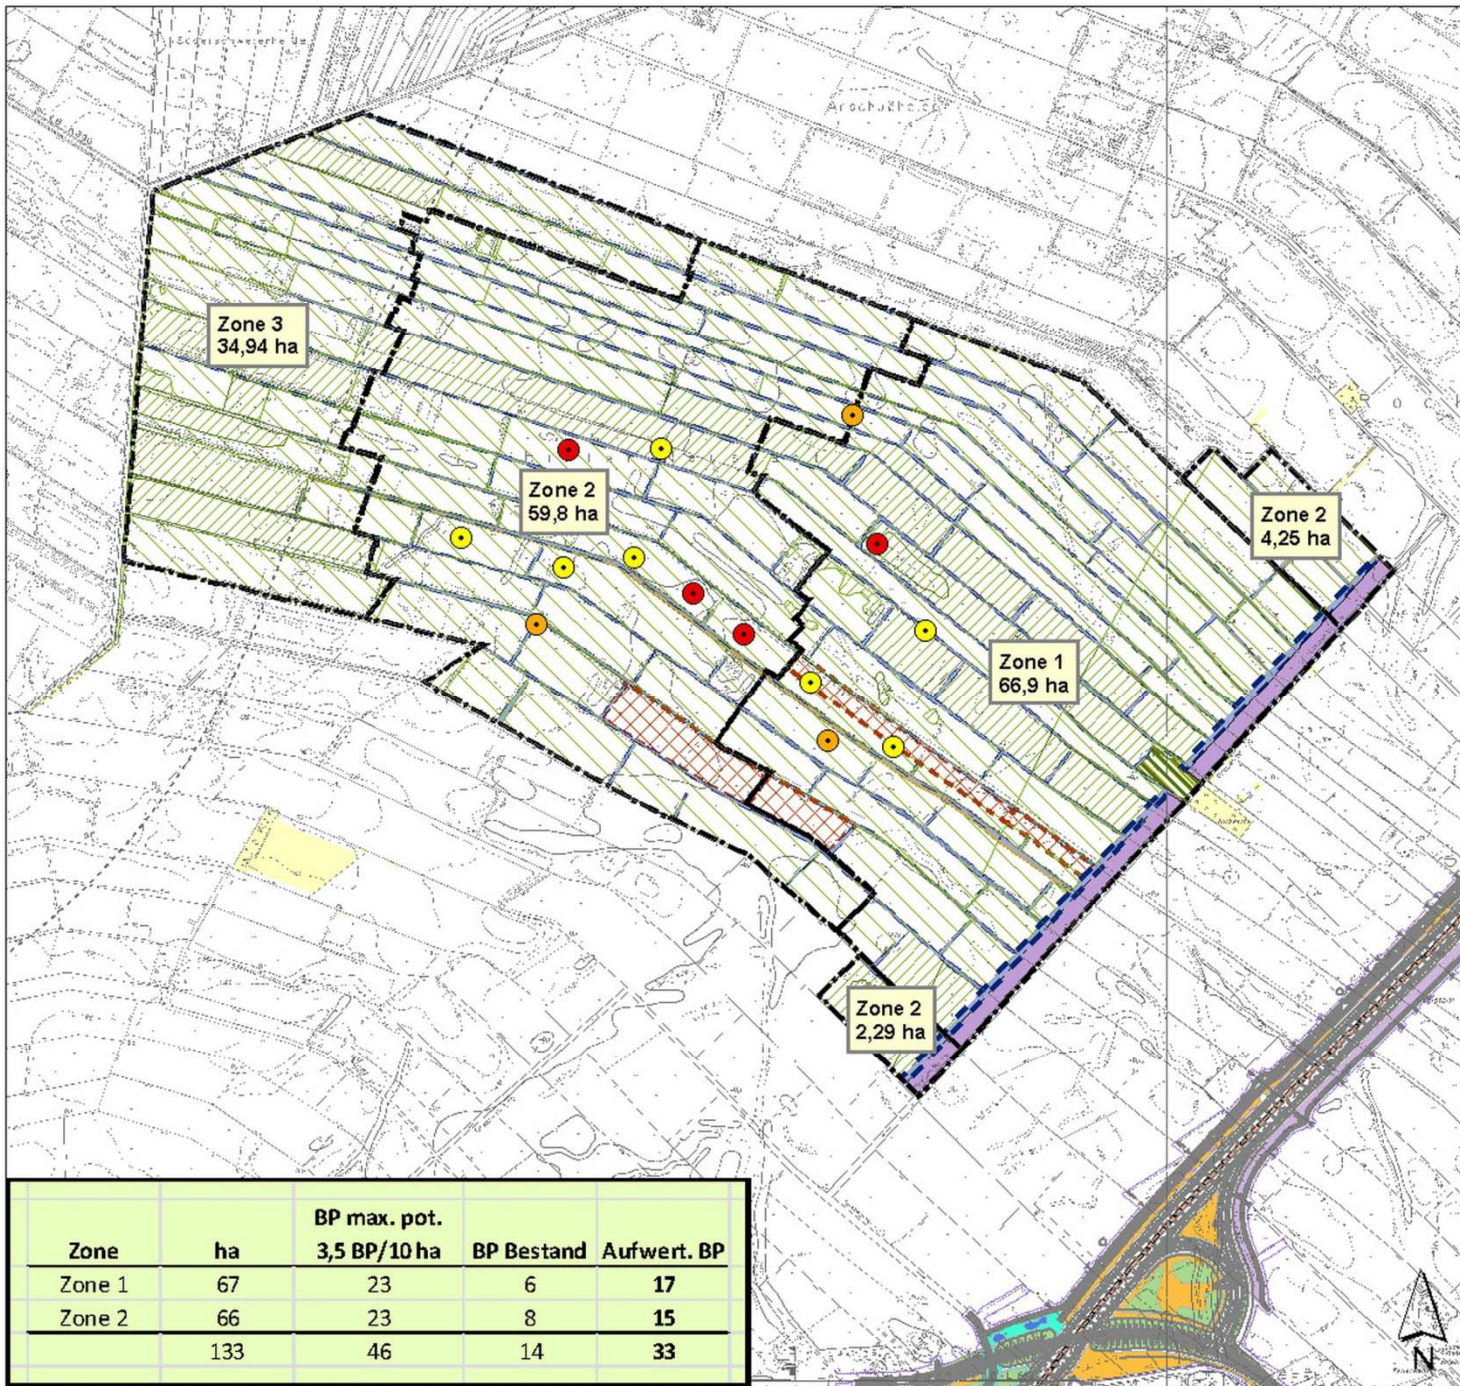 Zone 3
34,94 ha
Zone 2
59,8 ha
Zone 2
4,25 ha
Zone 1
66,9 ha
Zone 2
2,29 ha
BP max. pot.
Zone ha 3,5 BP/10 ha BP Bestand Aufwert. BP
Zone 1 67 23 6 17
Zone 2 66 23 8 15
133 46 14 33
N